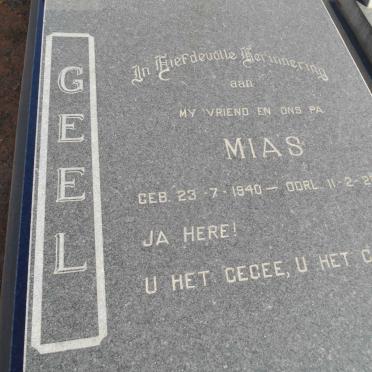 GEEL
In Liefdevolle Herinnering
aan
MY VRIEND EN ONS PA
MIAS
GEB. 23-7-1940 — OORL. 11-2-2
JA HERE!
U HET GEGEE, U HET